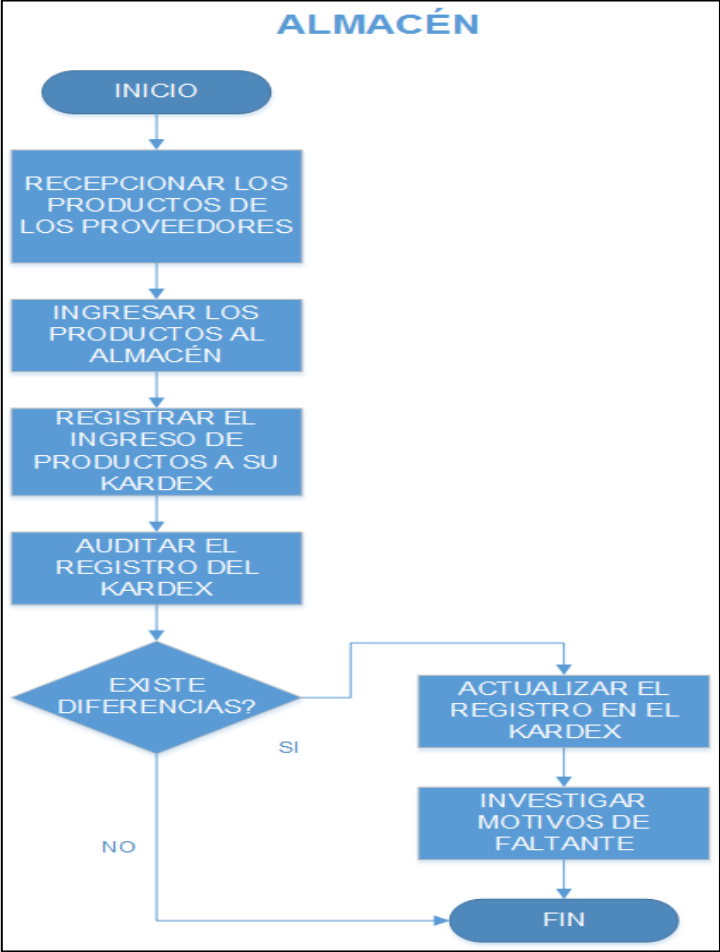 ALMACÉN
INICIO
RECEPCIONAR LOS
PRODUCTOS DE
LOS PROVEEDORES
INGRESAR LOS
PRODUCTOS AL
ALMACÉN
REGISTRAR EL
INGRESO DE
PRODUCTOS A SU
KARDEX
AUDITAR EL
REGISTRO DEL
KARDEX
EXISTE
DIFERENCIAS?
SI
ACTUALIZAR EL
REGISTRO EN EL
KARDEX
INVESTIGAR
MOTIVOS DE
FALTANTE
NO
FIN